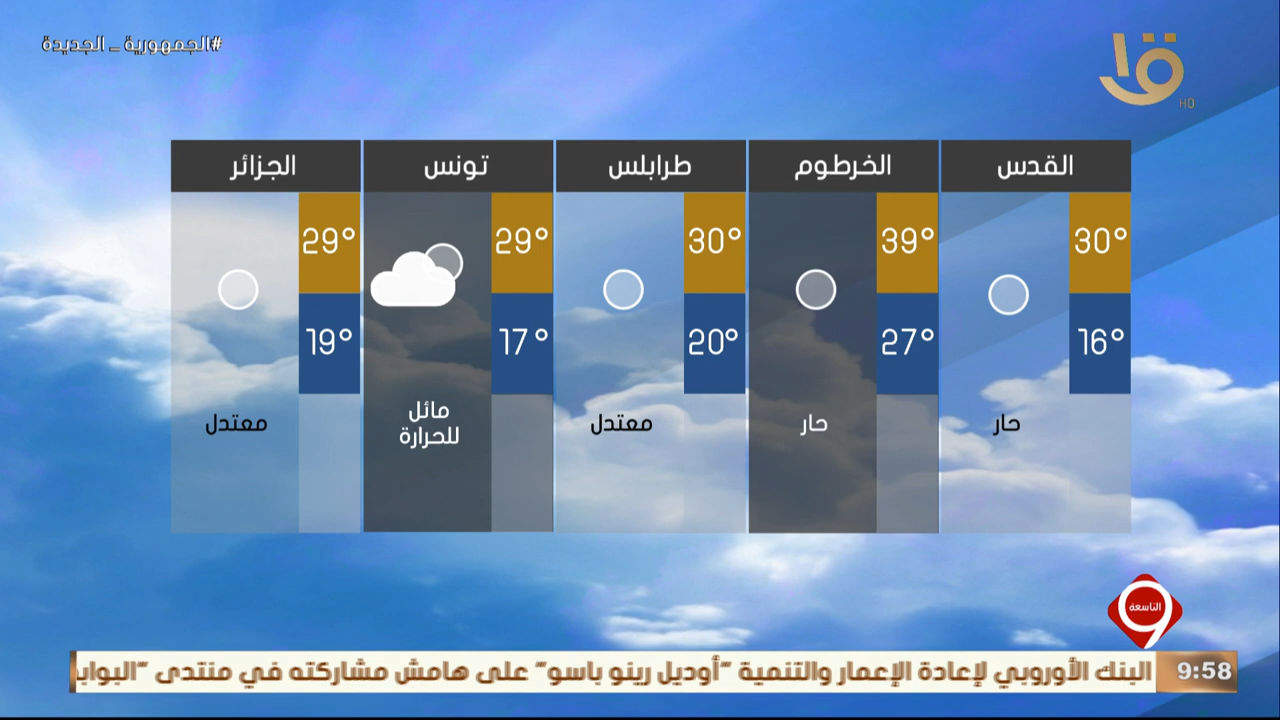 #الجمهورية_الجديدة
HD
القدس
30°
16°
حار
الخرطوم
39°
27°
حار
طرابلس
30°
20°
معتدل
تونس
29°
17°
مائل
للحرارة
الجزائر
29°
19°
معتدل
9
التاسعة
9:58
البنك الأوروبي لإعادة الإعمار والتنمية "أوديل رينو باسو" على هامش مشاركته في منتدى "البواب